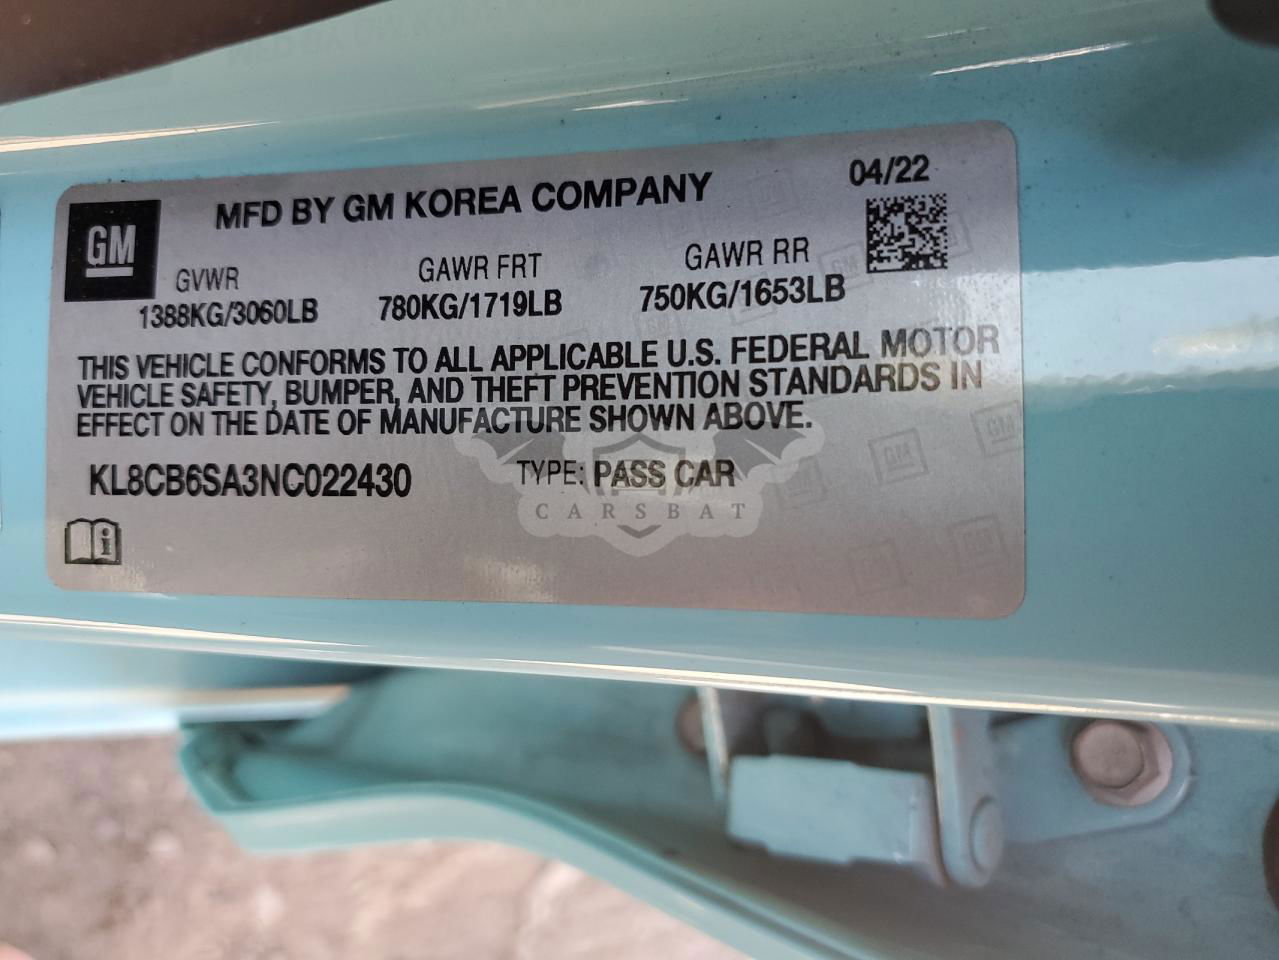 GM
MFD BY GM KOREA COMPANY
04/22
GVWR
GAWR FRT
GAWR RR
1388KG/3060LB
780KG/1719LB
750KG/1653LB
THIS VEHICLE CONFORMS TO ALL APPLICABLE U.S. FEDERAL MOTOR
VEHICLE SAFETY, BUMPER, AND THEFT PREVENTION STANDARDS IN
EFFECT ON THE DATE OF MANUFACTURE SHOWN ABOVE.
KL8CB6SA3NC022430
TYPE: PASS CAR
CARSBAT